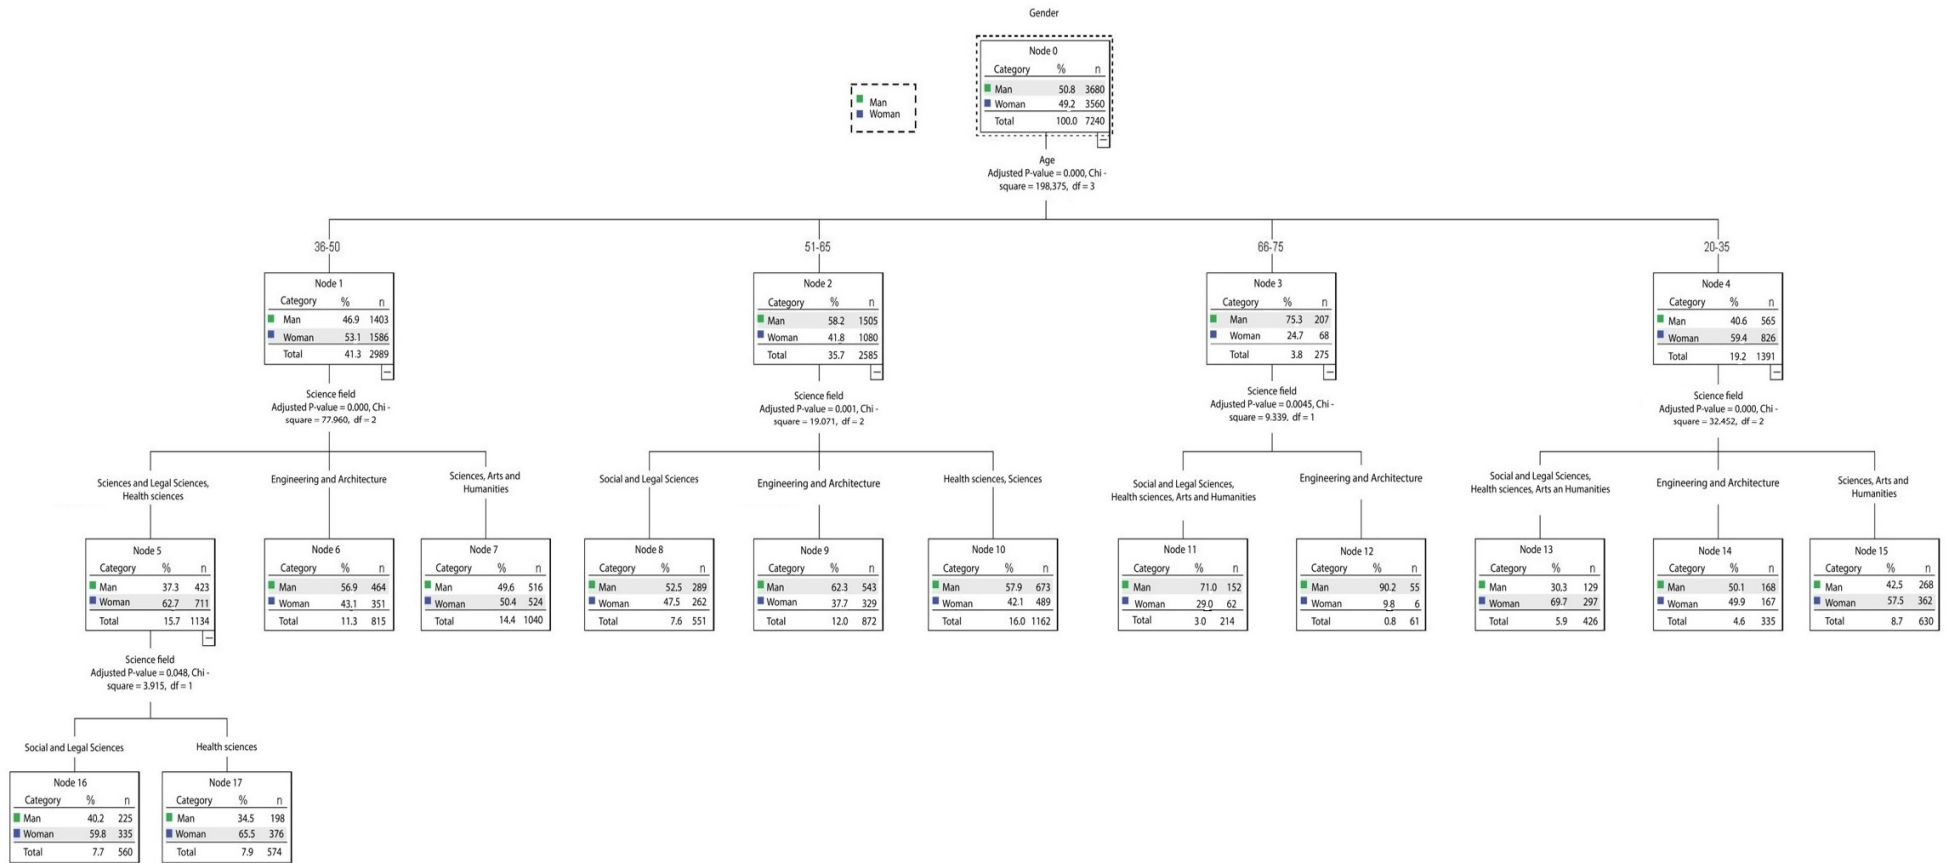 Gender
Node 0
Category % n
Man 50.8 3680
Woman 49.2 3560
Total 100.0 7240
Man
Woman
Age
Adjusted P-value = 0.000, Chi -
square = 198,375, df = 3
36-50
51-65
66-75
20-35
Node 1
Category % n
Man 46.9 1403
Woman 53.1 1586
Total 41.3 2989
Node 2
Category % n
Man 58.2 1505
Woman 41.8 1080
Total 35.7 2585
Node 3
Category % n
Man 75.3 207
Woman 24.7 68
Total 3.8 275
Node 4
Category % n
Man 40.6 565
Woman 59.4 826
Total 19.2 1391
Science field
Adjusted P-value = 0.000, Chi -
square = 77.960, df = 2
Science field
Adjusted P-value = 0,001, Chi -
square = 19.071, df = 2
Science field
Adjusted P-value = 0.0045, Chi -
square = 9.339, df = 1
Science field
Adjusted P-value = 0.000, Chi -
square = 32.452, df = 2
Sciences and Legal Sciences,
Health sciences
Engineering and Architecture
Sciences, Arts and
Humanities
Social and Legal Sciences
Engineering and Architecture
Health sciences, Sciences
Social and Legal Sciences,
Health sciences, Arts and Humanities
Engineering and Architecture
Social and Legal Sciences,
Health sciences, Arts an Humanities
Engineering and Architecture
Sciences, Arts and
Humanities
Node 5
Category % n
Man 37.3 423
Woman 62.7 711
Total 15.7 1134
Node 6
Category % n
Man 56.9 464
Woman 43,1 351
Total 11.3 815
Node 7
Category % n
Man 49,6 516
Woman 50.4 524
Total 14.4 1040
Node 8
Category % n
Man 52.5 289
Woman 47.5 262
Total 7.6 551
Node 9
Category % n
Man 62.3 543
Woman 37.7 329
Total 12.0 872
Node 10
Category % n
Man 57.9 673
Woman 42.1 489
Total 16.0 1162
Node 11
Category % n
Man 71.0 152
Woman 29.0 62
Total 3.0 214
Node 12
Category % n
Man 90.2 55
Woman 9.8 6
Total 0.8 61
Node 13
Category % n
Man 30,3 129
Woman 69.7 297
Total 5.9 426
Node 14
Category % n
Man 50.1 168
Woman 49.9 167
Total 4.6 335
Node 15
Category % n
Man 42.5 268
Woman 57.5 362
Total 8.7 630
Science field
Adjusted P-value = 0,048, Chi -
square = 3.915, df = 1
Social and Legal Sciences
Health sciences
Node 16
Category % n
Man 40.2 225
Woman 59.8 335
Total 7.7 560
Node 17
Category % n
Man 34.5 198
Woman 65.5 376
Total 7.9 574